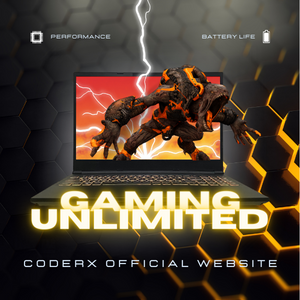 PERFORMANCE
BATTERY LIFE
GAMING
UNLIMITED
CODERX OFFICIAL WEBSITE